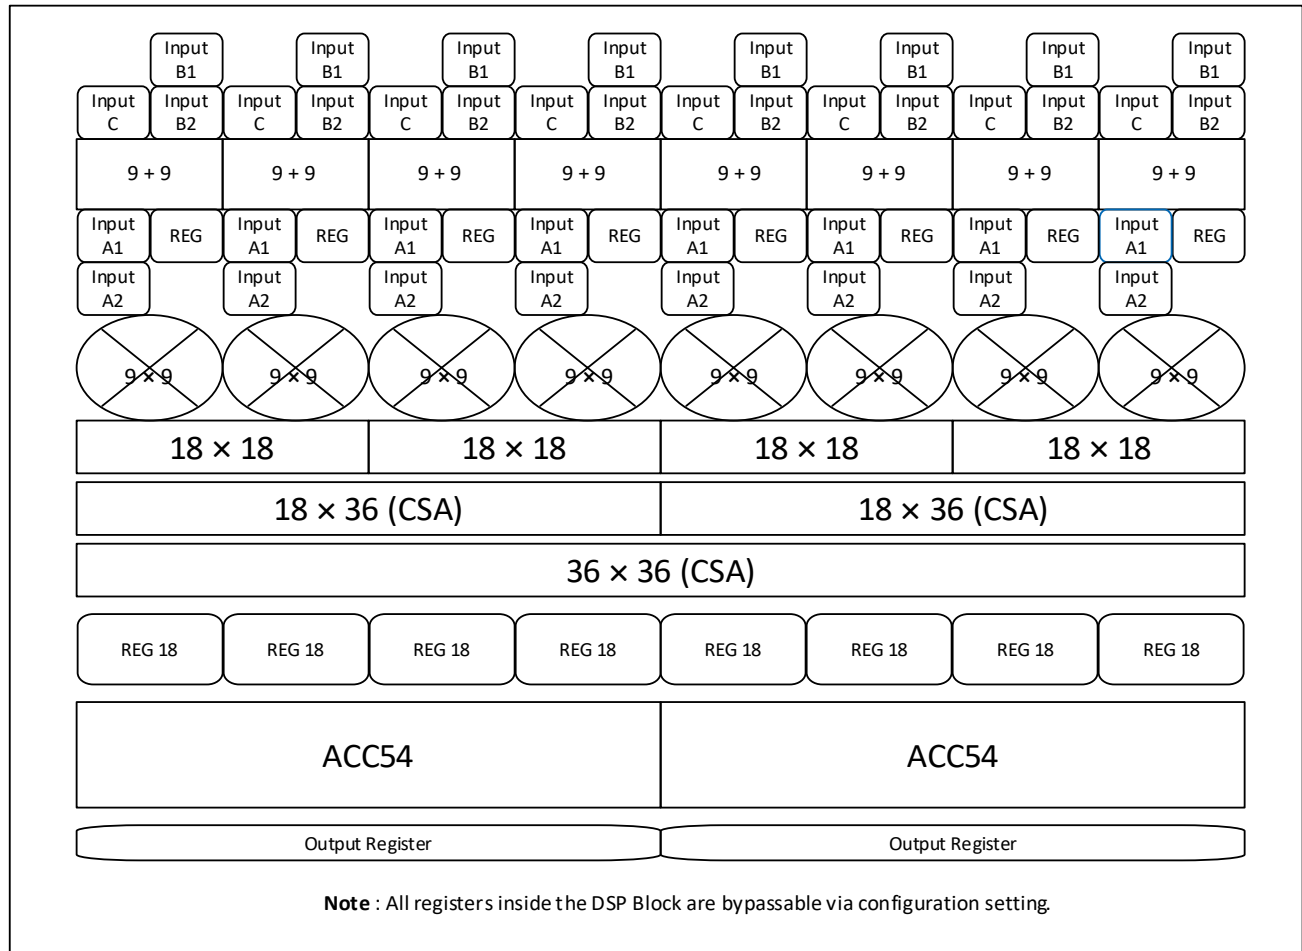 Input Input Input Input Input Input Input Input
B1 B1 B1 B1 B1 B1 B1 B1
Input Input Input Input Input Input Input Input Input Input Input Input Input Input Input Input
C B2 C B2 C B2 C B2 C B2 C B2 C B2 C B2
9 + 9 9 + 9 9 + 9 9 + 9 9 + 9 9 + 9 9 + 9 9 + 9
Input REG Input REG Input REG Input REG Input REG Input REG Input REG Input REG
A1 A1 A1 A1 A1 A1 A1 A1
Input Input Input Input Input Input Input Input
A2 A2 A2 A2 A2 A2 A2 A2
9 × 9 9 × 9 9 × 9 9 × 9 9 × 9 9 × 9 9 × 9 9 × 9
18 × 18 18 × 18 18 × 18 18 × 18
18 × 36 (CSA) 18 × 36 (CSA)
36 × 36 (CSA)
REG 18 REG 18 REG 18 REG 18 REG 18 REG 18 REG 18 REG 18
ACC54 ACC54
Output Register Output Register
Note : All registers inside the DSP Block are bypassable via configuration setting.